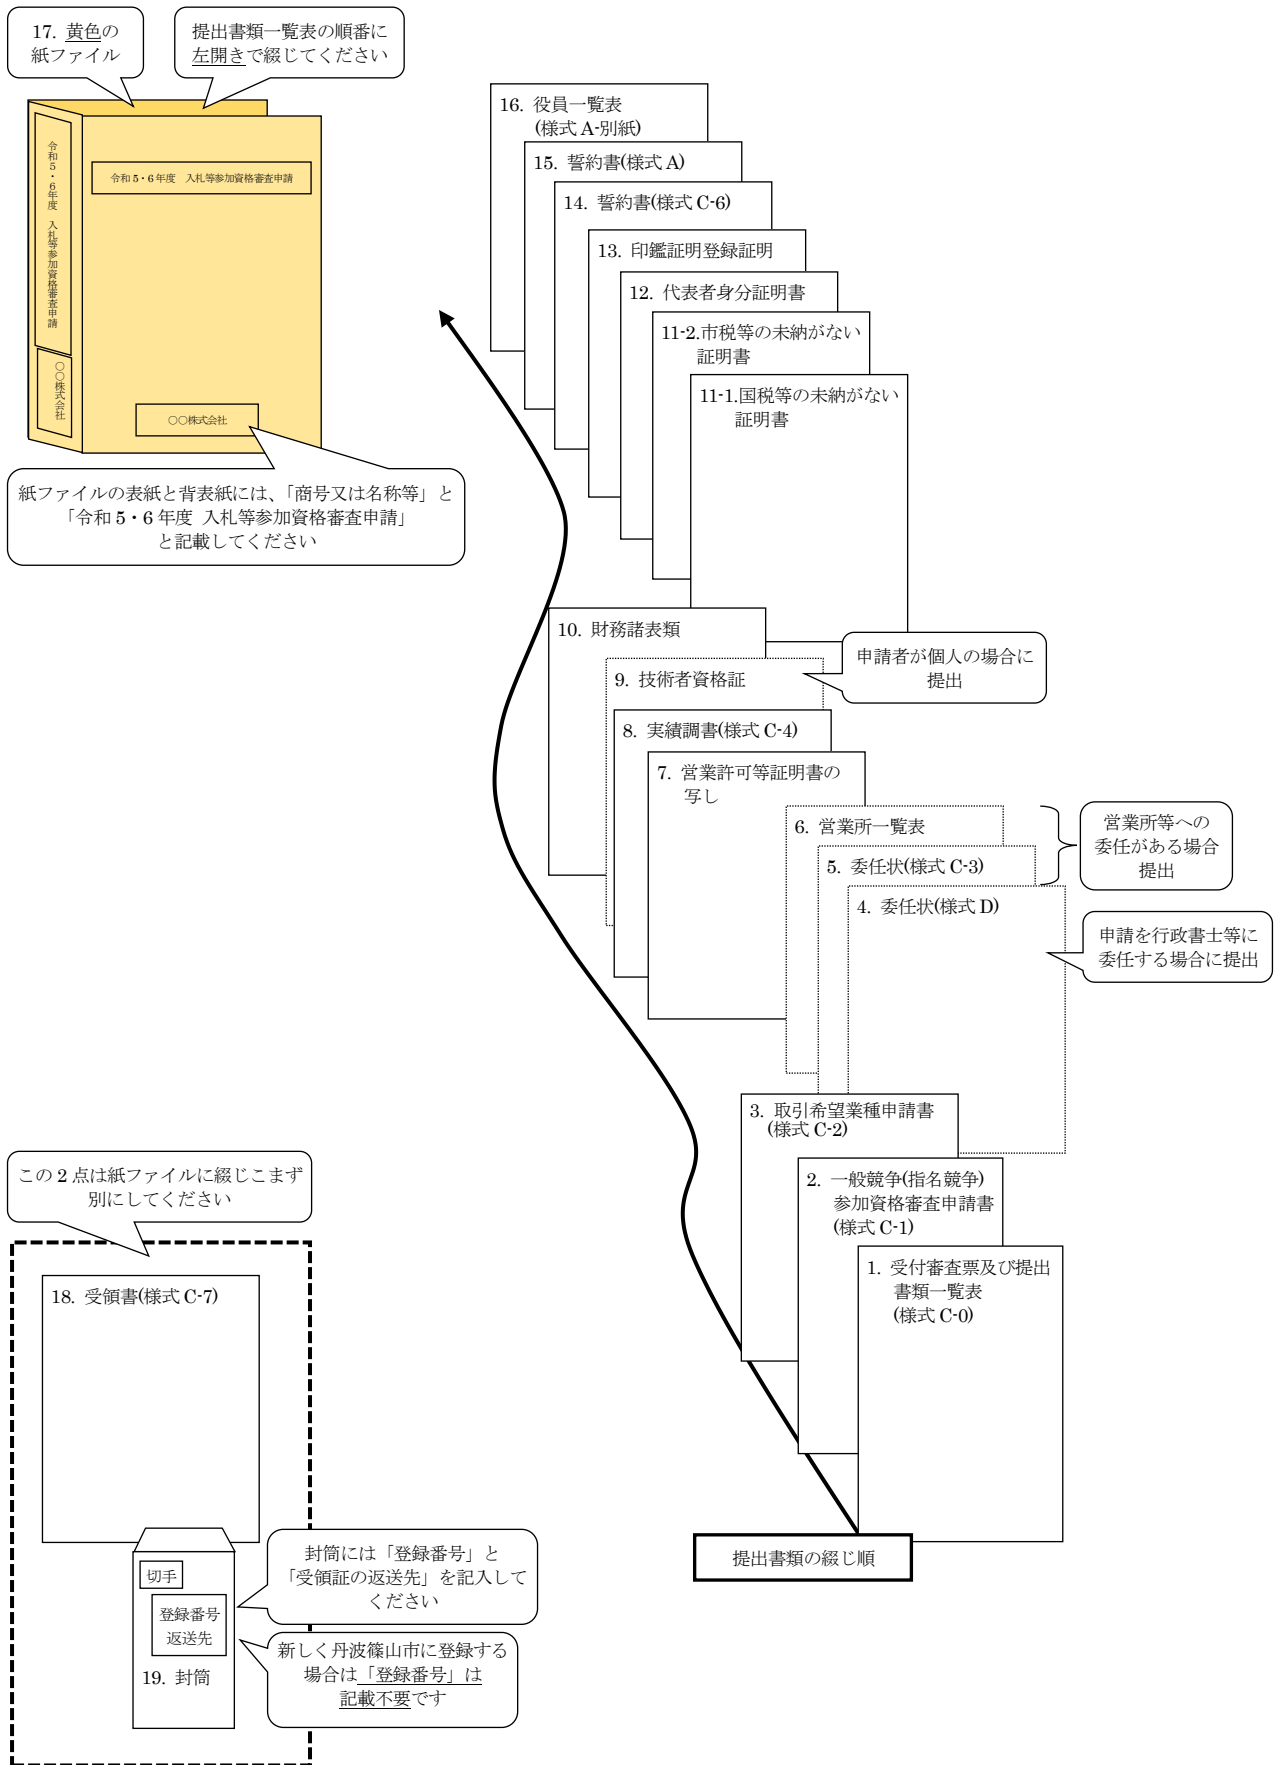 17. 黄色の
紙ファイル
提出書類一覧表の順番に
左開きで綴じてください
令和5・6年度 入札等参加資格審査申請
〇〇株式会社
令和 5・6 年度 入札等参加資格審査申請
〇〇株式会社
紙ファイルの表紙と背表紙には、「商号又は名称等」と
「令和 5・6 年度 入札等参加資格審査申請」
と記載してください
16. 役員一覧表
(様式 A-別紙)
15. 誓約書(様式 A)
14. 誓約書(様式 C-6)
13. 印鑑証明登録証明
12. 代表者身分証明書
11-2.市税等の未納がない
証明書
11-1.国税等の未納がない
証明書
10. 財務諸表類
申請者が個人の場合に
提出
9. 技術者資格証
8. 実績調書(様式 C-4)
7. 営業許可等証明書の
写し
6. 営業所一覧表
営業所等への
委任がある場合
提出
5. 委任状(様式 C-3)
4. 委任状(様式 D)
申請を行政書士等に
委任する場合に提出
3. 取引希望業種申請書
(様式 C-2)
2. 一般競争(指名競争)
参加資格審査申請書
(様式 C-1)
1. 受付審査票及び提出
書類一覧表
(様式 C-0)
提出書類の綴じ順
この 2 点は紙ファイルに綴じこまず
別にしてください
18. 受領書(様式 C-7)
切手
登録番号
返送先
19. 封筒
封筒には「登録番号」と
「受領証の返送先」を記入して
ください
新しく丹波篠山市に登録する
場合は「登録番号」は
記載不要です